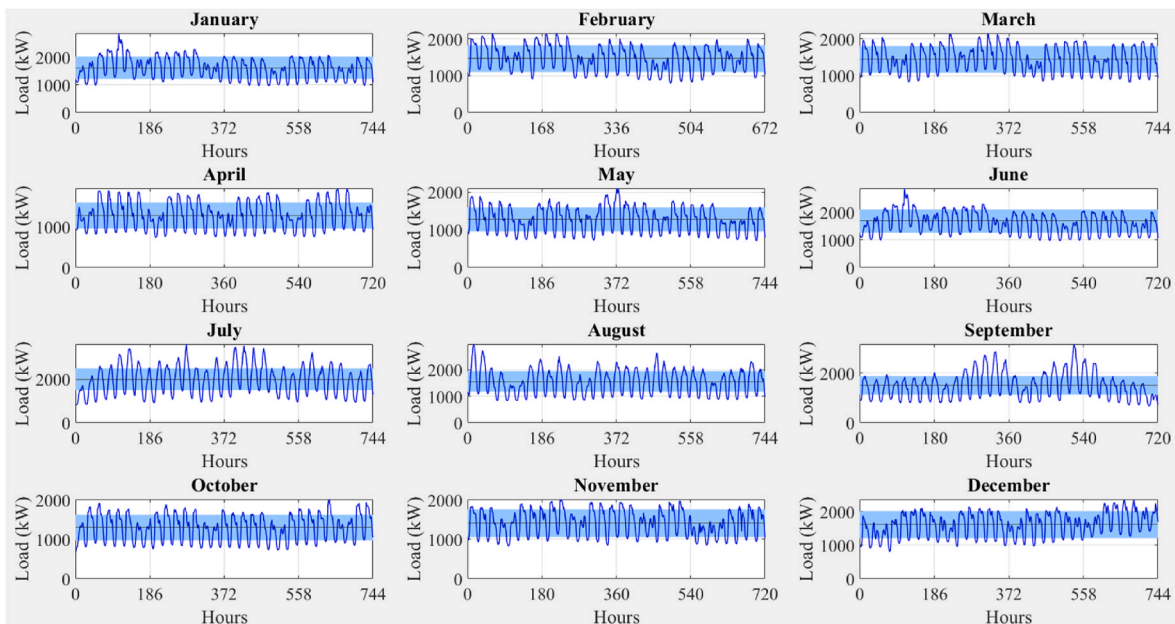 January February March
Load (kW) 2000 1000 0 Load (kW) 2000 1000 0 Load (kW) 2000 1000 0
0 186 372 558 744 0 168 336 504 672 0 186 372 558 744
Hours Hours Hours
April May June
Load (kW) 1000 0 Load (kW) 2000 1000 0 Load (kW) 2000 1000 0
0 180 360 540 720 0 186 372 558 744 0 180 360 540 720
Hours Hours Hours
July August September
Load (kW) 2000 0 Load (kW) 2000 1000 0 Load (kW) 2000 0
0 186 372 558 744 0 186 372 558 744 0 180 360 540 720
Hours Hours Hours
October November December
Load (kW) 2000 1000 0 Load (kW) 2000 1000 0 Load (kW) 2000 1000 0
0 186 372 558 744 0 180 360 540 720 0 186 372 558 744
Hours Hours Hours